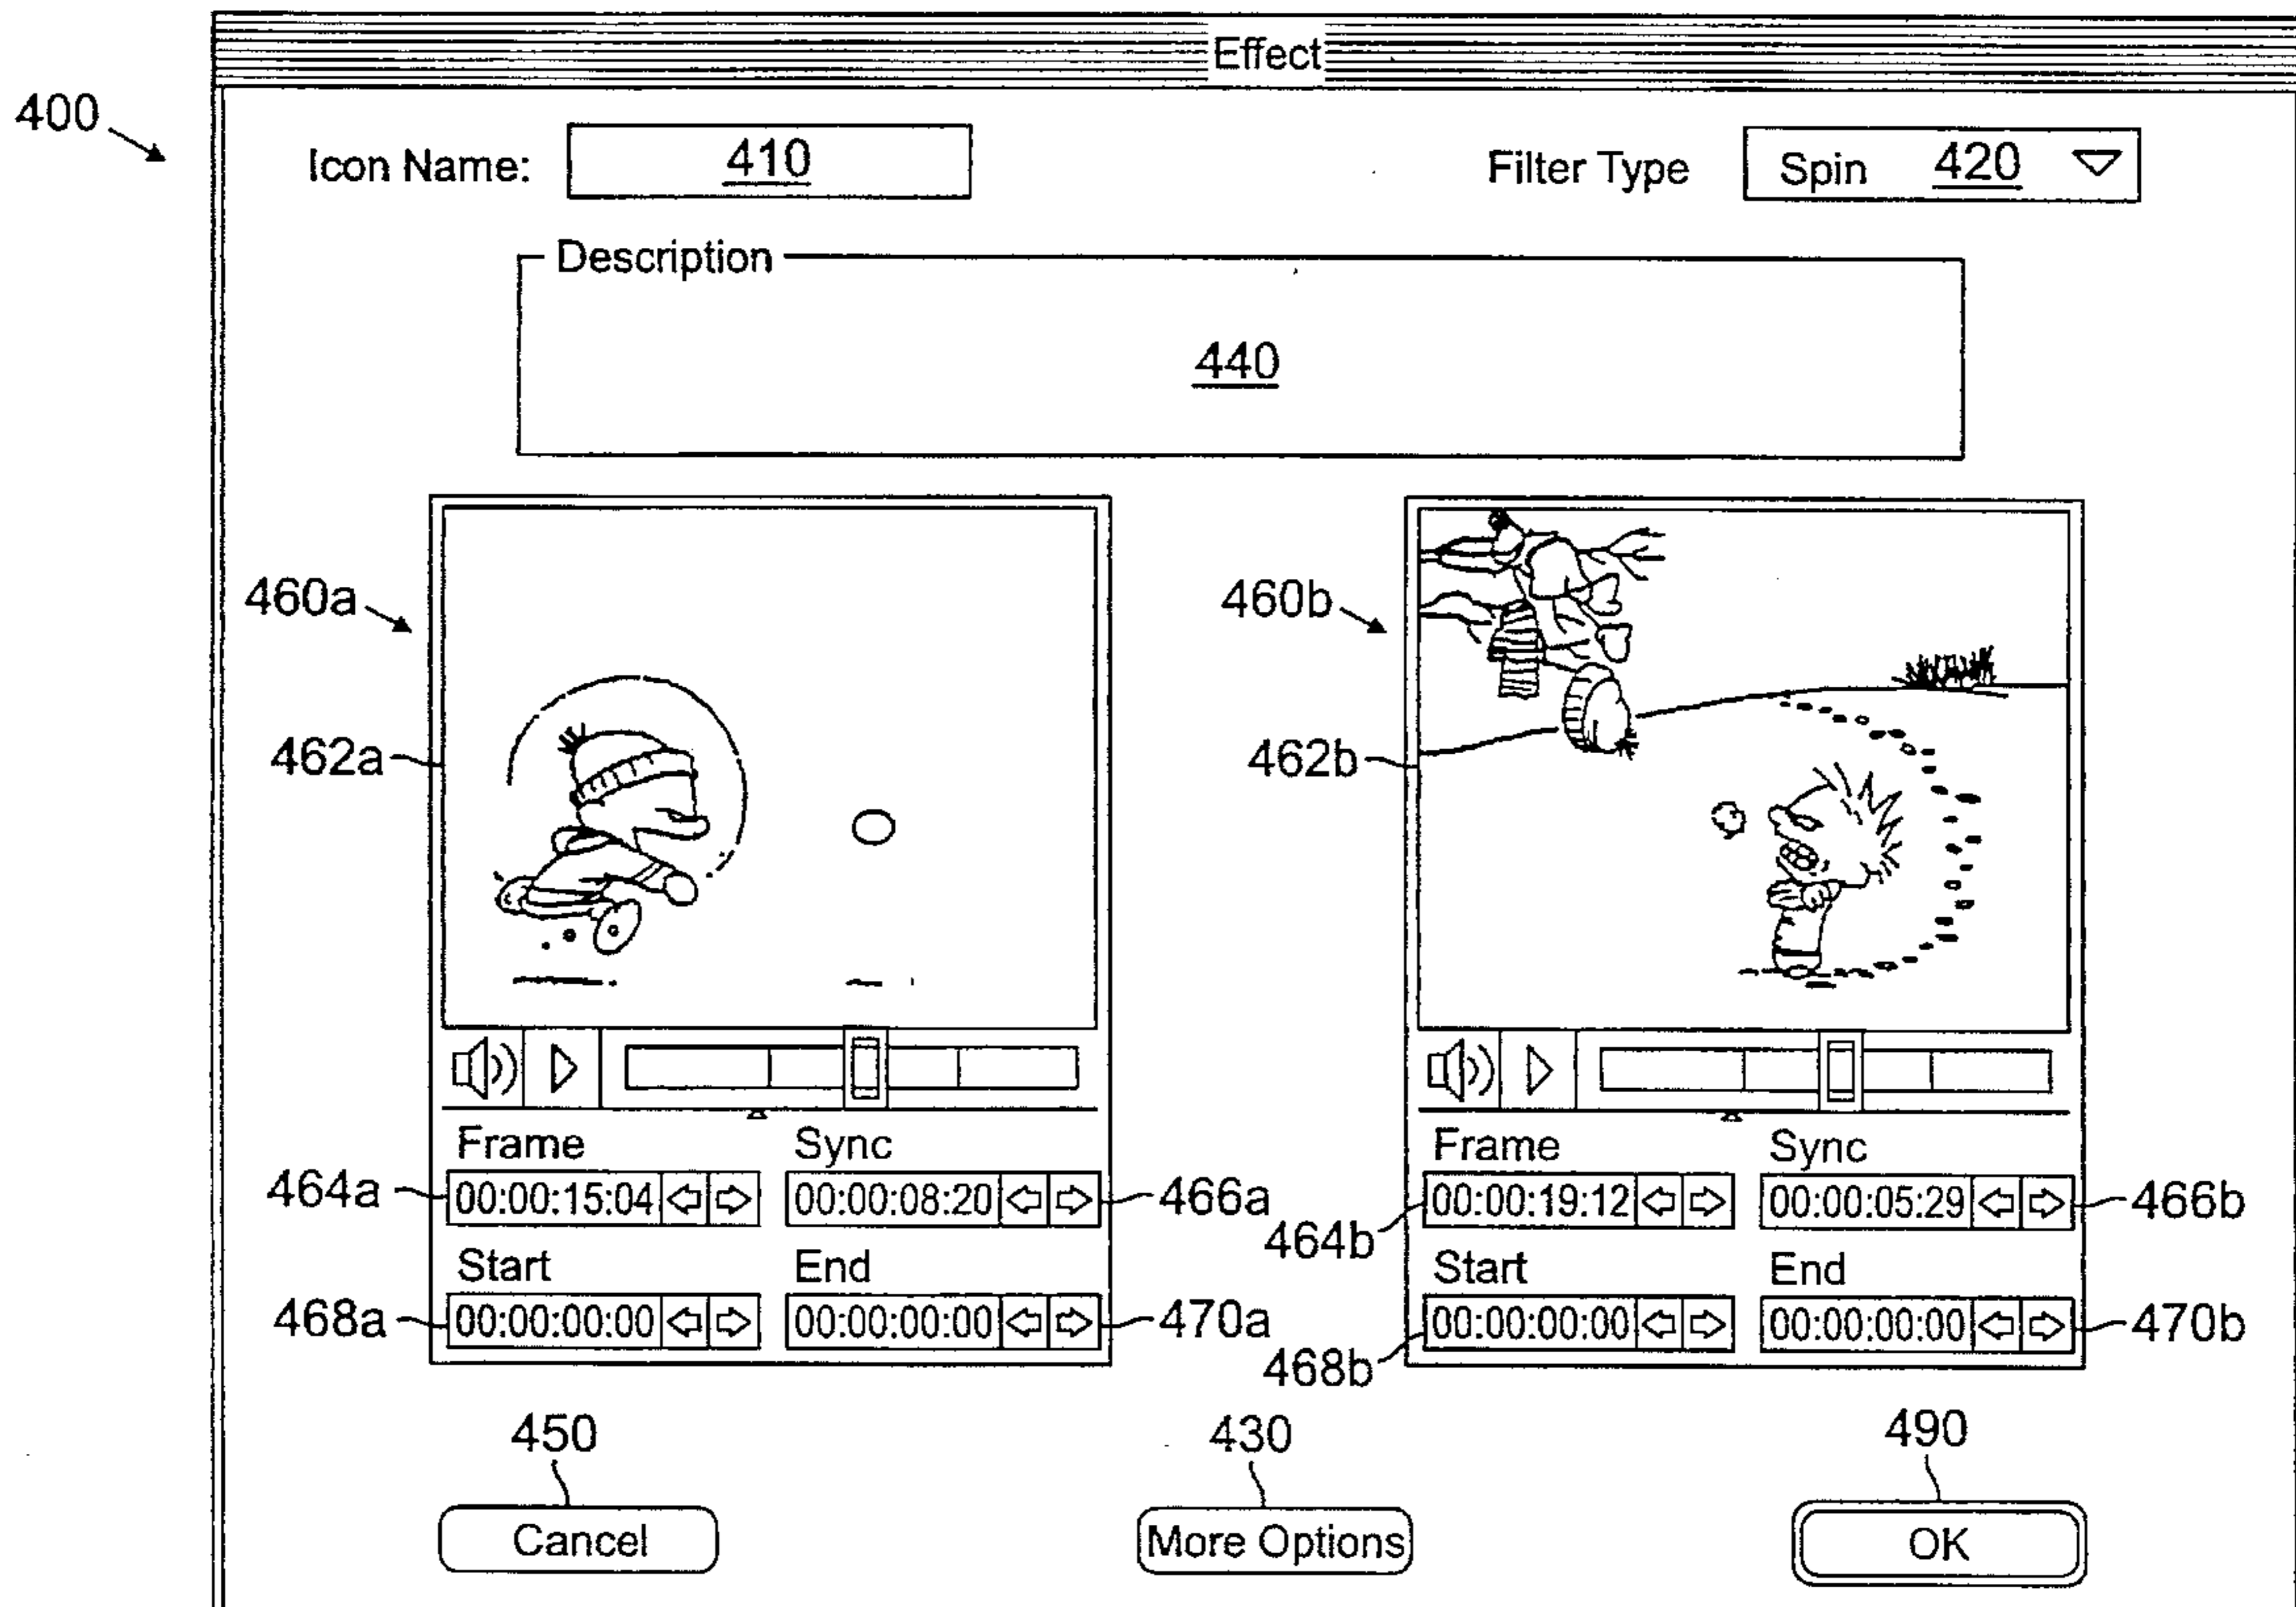 Effect
400
Icon Name: 410 Filter Type Spin 420
Description
440
460a 460b
462a 462b
Frame Sync Frame Sync
464a 00:00:15:04 00:00:08:20 466a 464b 00:00:19:12 00:00:05:29 466b
Start End Start End
468a 00:00:00:00 00:00:00:00 470a 468b 00:00:00:00 00:00:00:00 470b
450 430 490
Cancel More Options OK